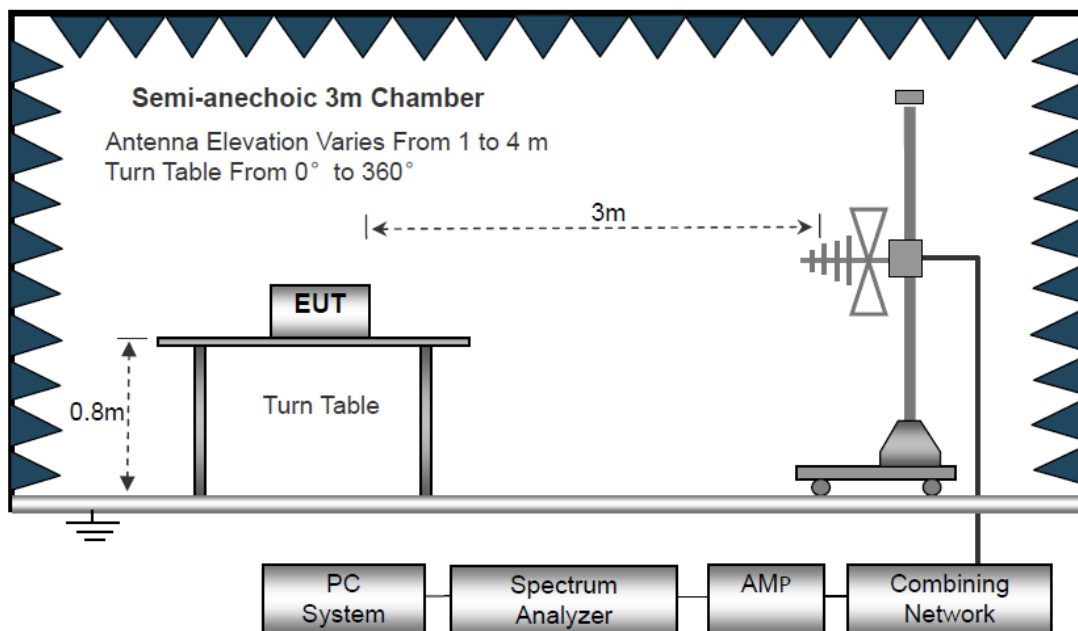 Semi-anechoic 3m Chamber
Antenna Elevation Varies From 1 to 4 m
Turn Table From 0° to 360°
3m
EUT
0.8m
Turn Table
PC
System
Spectrum
Analyzer
AMP
Combining
Network